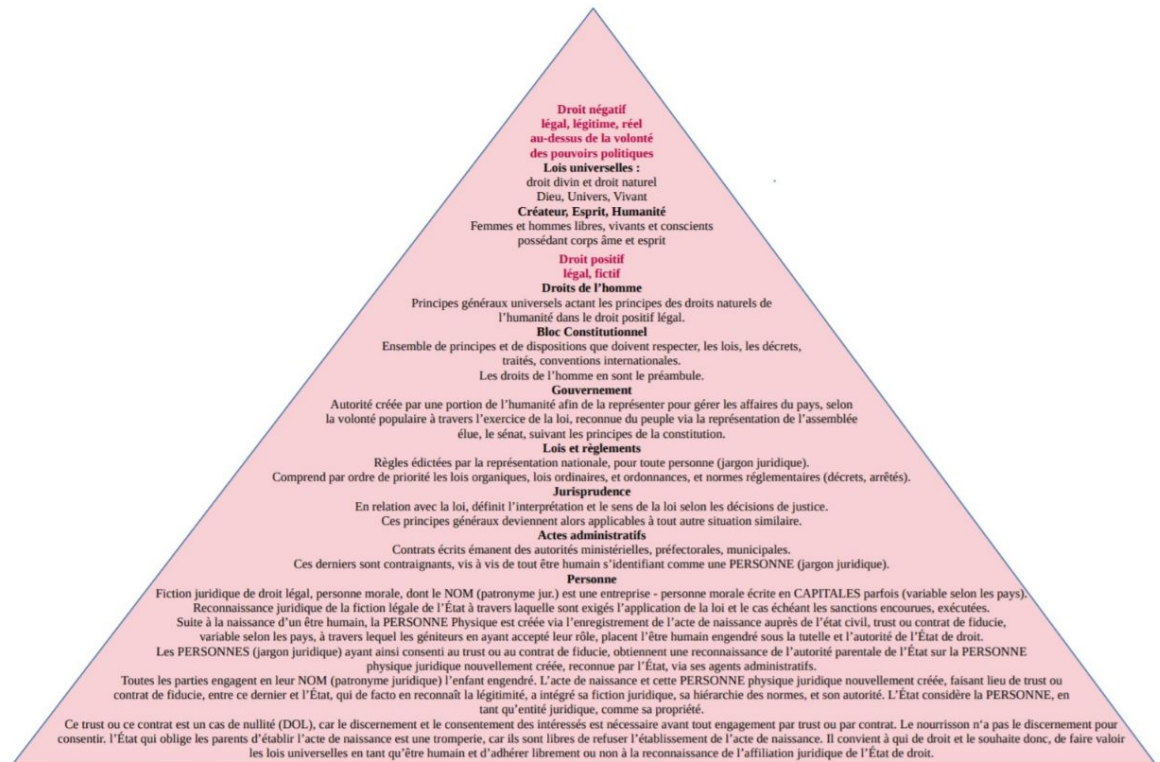 Droit négatif
légal, légitime, réel
au-dessus de la volonté
des pouvoirs politiques
Lois universelles :
droit divin et droit naturel
Dieu, Univers, Vivant
Créateur, Esprit, Humanité
Femmes et hommes libres, vivants et conscients
possédant corps âme et esprit
Droit positif
légal, fictif
Droits de l’homme
Principes généraux universels actant les principes des droits naturels de
l’humanité dans le droit positif légal.
Bloc Constitutionnel
Ensemble de principes et de dispositions que doivent respecter, les lois, les décrets,
traités, conventions internationales.
Les droits de l’homme en sont le préambule.
Gouvernement
Autorité créée par une portion de l’humanité afin de la représenter pour gérer les affaires du pays, selon
la volonté populaire à travers l’exercice de la loi, reconnue du peuple via la représentation de l’assemblée
élue, le sénat, suivant les principes de la constitution.
Lois et règlements
Règles édictées par la représentation nationale, pour toute personne (jargon juridique).
Comprend par ordre de priorité les lois organiques, lois ordinaires, et ordonnances, et normes réglementaires (décrets, arrêtés).
Jurisprudence
En relation avec la loi, définit l’interprétation et le sens de la loi selon les décisions de justice.
Ces principes généraux deviennent alors applicables à tout autre situation similaire.
Actes administratifs
Contrats écrits émanant des autorités ministérielles, préfectorales, municipales.
Ces derniers sont contraignants, vis à vis de tout être humain s’identifiant comme une PERSONNE (jargon juridique).
Personne
Fiction juridique de droit légal, personne morale, dont le NOM (patronyme jur.) est une entreprise - personne morale écrite en CAPITALES parfois (variable selon les pays).
Reconnaissance juridique de la fiction légale de l’État à travers laquelle sont exigés l’application de la loi et le cas échéant les sanctions encourues, exécutées.
Suite à la naissance d’un être humain, la PERSONNE Physique est créée via l’enregistrement de l’acte de naissance auprès de l’état civil, trust ou contrat de fiducie,
variable selon les pays, à travers lequel les géniteurs en ayant accepté leur rôle, placent l’être humain engendré sous la tutelle et l’autorité de l’État de droit.
Les PERSONNES (jargon juridique) ayant ainsi consenti au trust ou au contrat de fiducie, obtiennent une reconnaissance de l’autorité parentale de l’État sur la PERSONNE
physique juridique nouvellement créée, reconnue par l’État, via ses agents administratifs.
Toutes les parties engagent en leur NOM (patronyme juridique) l’enfant engendré. L’acte de naissance et cette PERSONNE physique juridique nouvellement créée, faisant lieu de trust ou
contrat de fiducie, entre ce dernier et l’État, qui de facto en reconnaît la légitimité, a intégré sa fiction juridique, sa hiérarchie des normes, et son autorité. L’État considère la PERSONNE, en
tant qu’entité juridique, comme sa propriété.
Ce trust ou ce contrat est un cas de nullité (DOL), car le discernement et le consentement des intéressés est nécessaire avant tout engagement par trust ou par contrat. Le nourrisson n’a pas le discernement pour
consentir. l’État qui oblige les parents d’établir l’acte de naissance est une tromperie, car ils sont libres de refuser l’établissement de l’acte de naissance. Il convient à qui de droit et le souhaite donc, de faire valoir
les lois universelles en tant qu’être humain et d’adhérer librement ou non à la reconnaissance de l’affiliation juridique de l’État de droit.